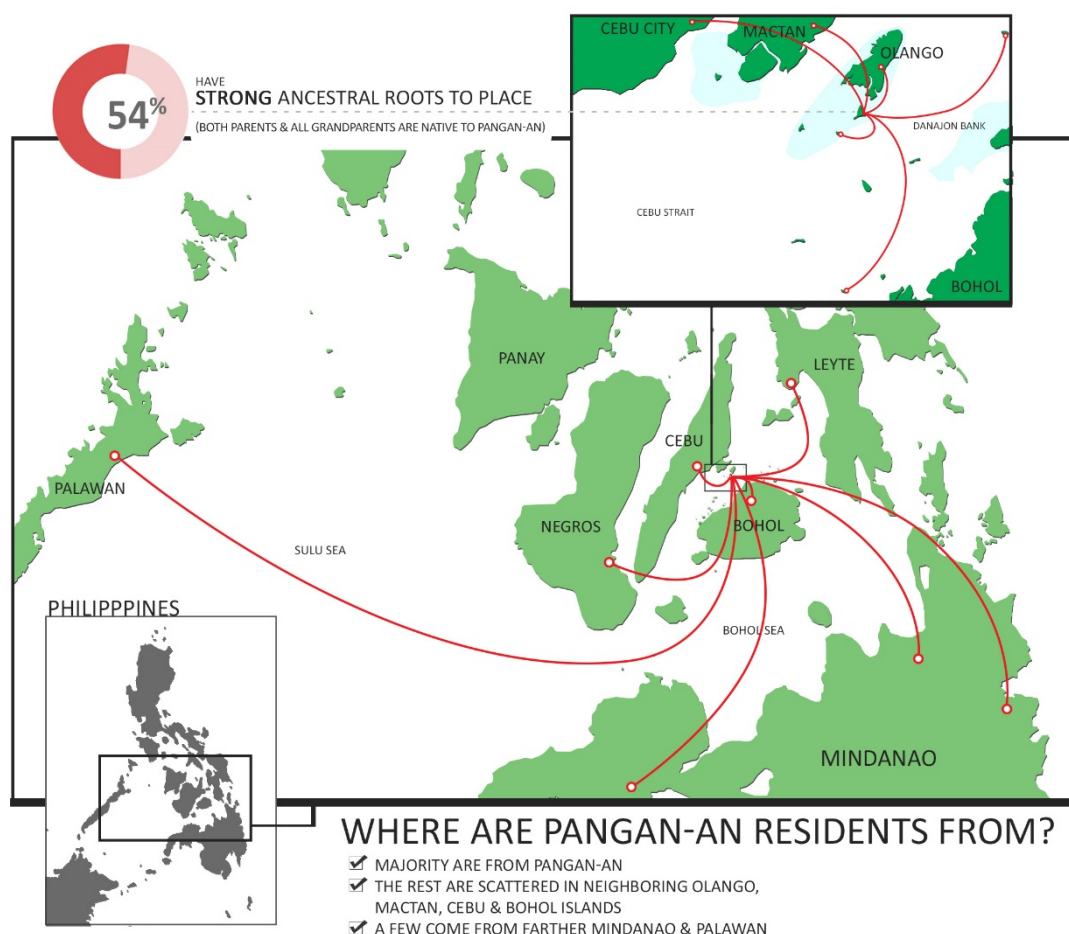 54%
HAVE
STRONG ANCESTRAL ROOTS TO PLACE
(BOTH PARENTS & ALL GRANDPARENTS ARE NATIVE TO PANGAN-AN)
CEBU CITY
MACTAN
OLANGO
DANAJON BANK
CEBU STRAIT
BOHOL
PANAY
LEYTE
CEBU
PALAWAN
NEGROS
BOHOL
SULU SEA
BOHOL SEA
MINDANAO
PHILIPPPINES
WHERE ARE PANGAN-AN RESIDENTS FROM?
MAJORITY ARE FROM PANGAN-AN
THE REST ARE SCATTERED IN NEIGHBORING OLANGO,
MACTAN, CEBU & BOHOL ISLANDS
A FEW COME FROM FARTHER MINDANAO & PALAWAN